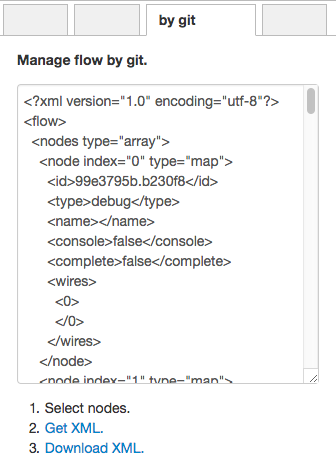 by git
Manage flow by git.
<?xml version="1.0" encoding="utf-8"?>
<flow>
<nodes type="array">
<node index="0" type="map">
<id>99e3795b.b230f8</id>
<type>debug</type>
<name></name>
<console>false</console>
<complete>false</complete>
<wires>
<0>
</0>
</wires>
</node>
<node index="1" type="map">
1. Select nodes.
2. Get XML.
3. Download XML.